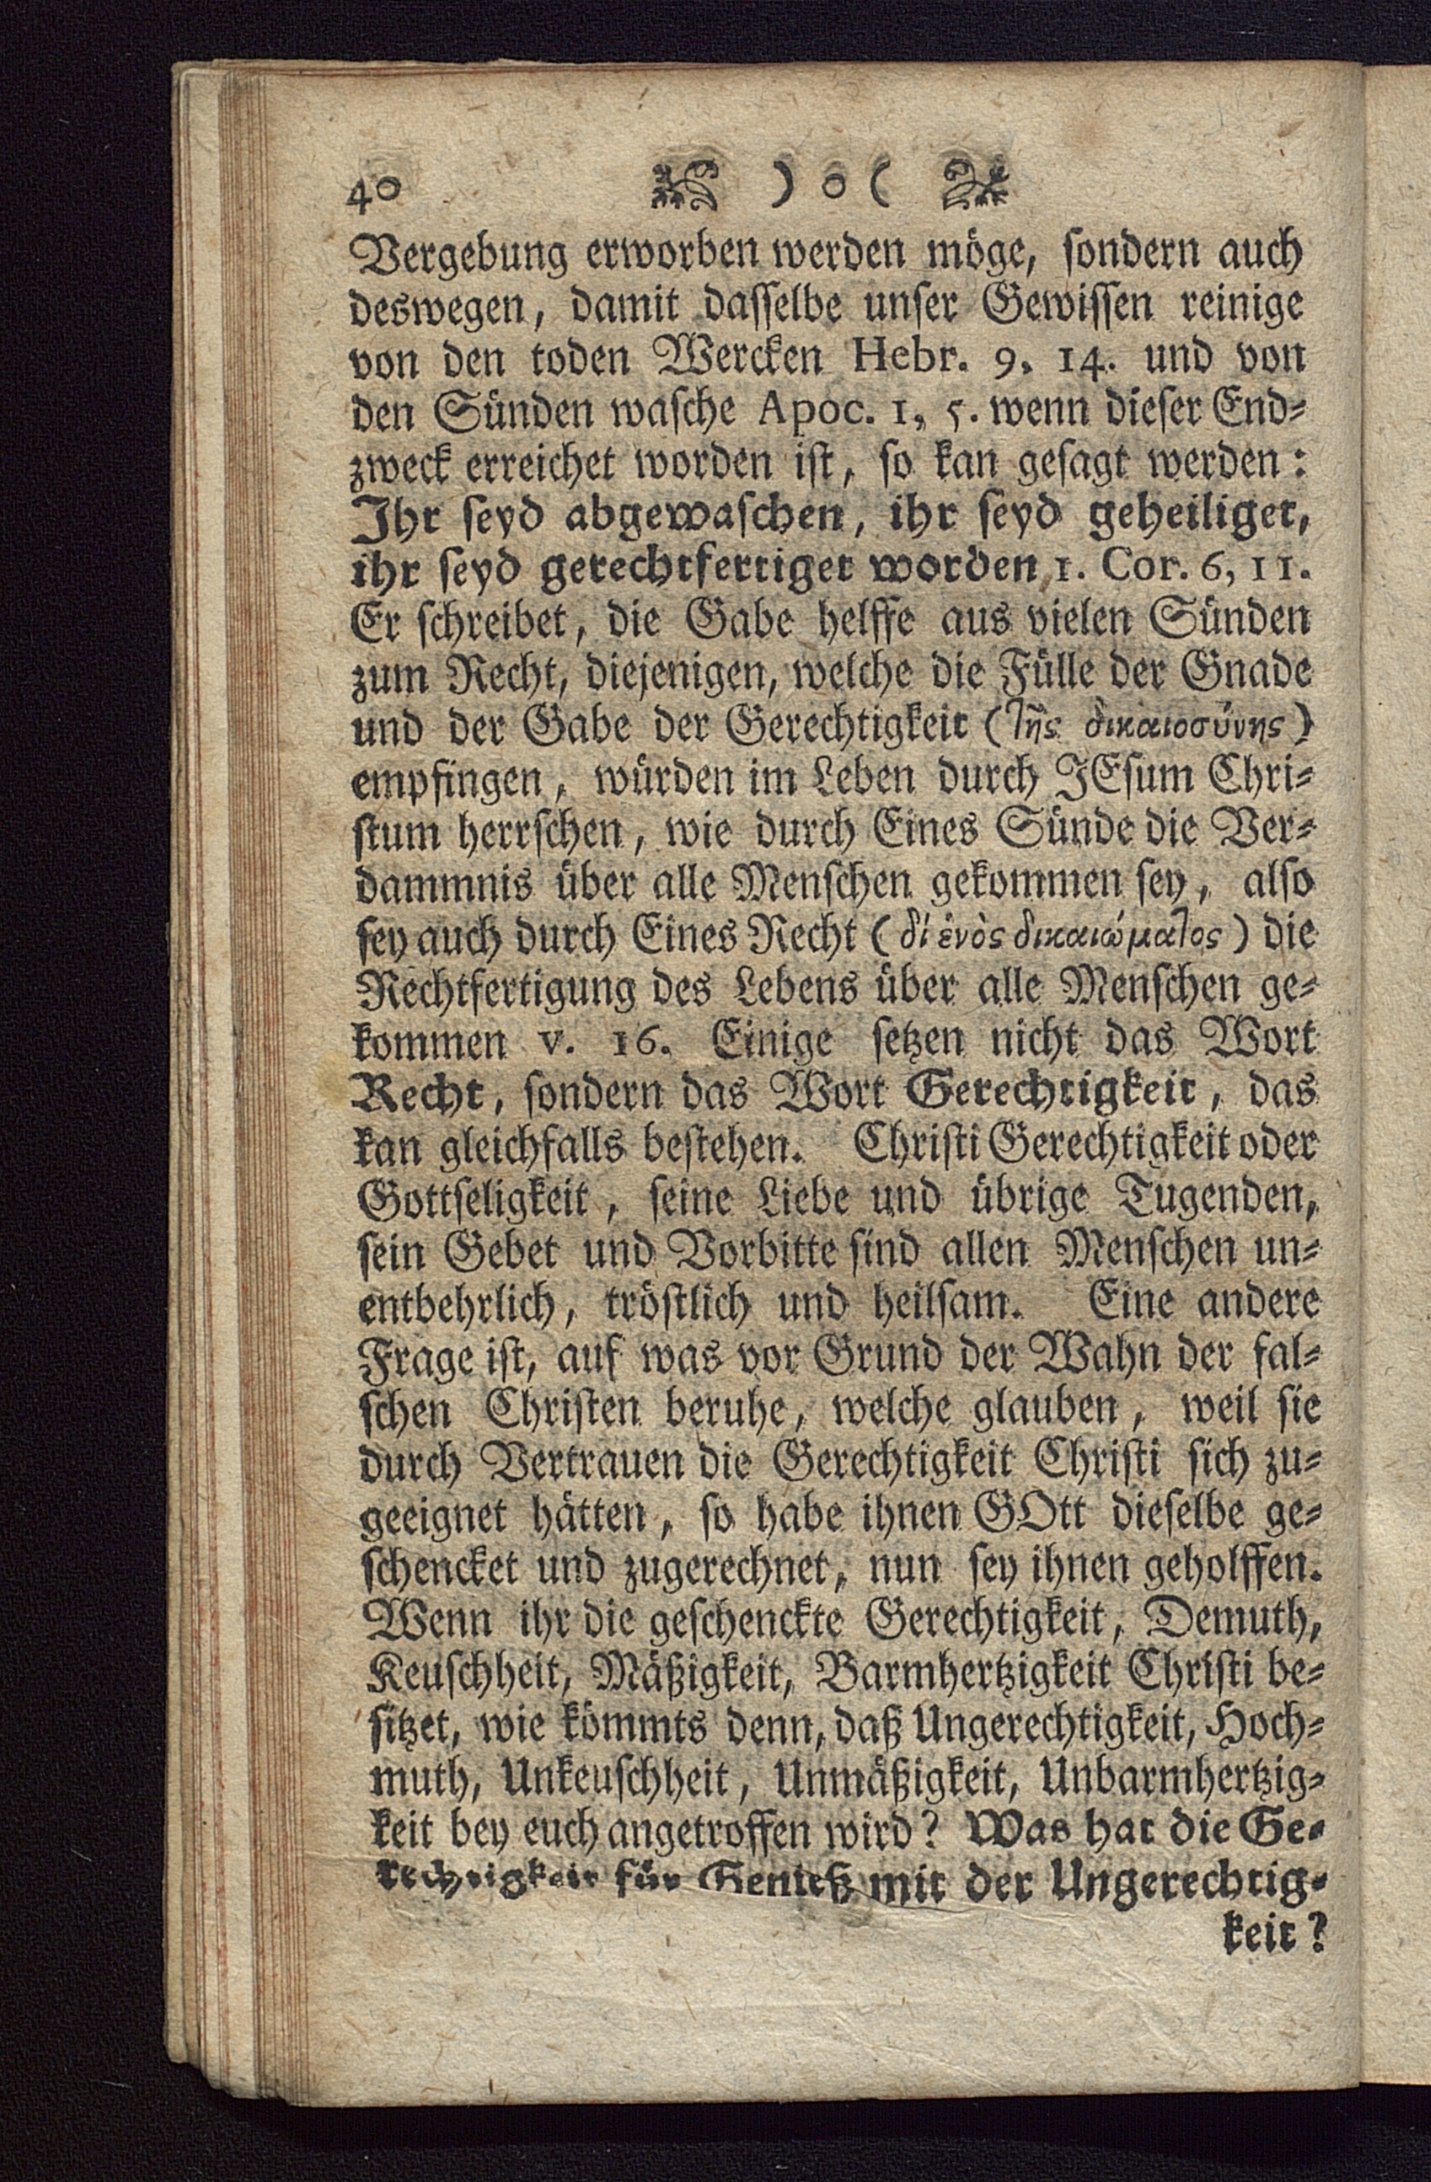 40 ) o (
Vergebung erworben werden möge, sondern auch
deswegen, damit dasselbe unser Gewissen reinige
von den toden Wercken Hebr. 9, 14. und von
den Sünden wasche Apoc. 1, 5. wenn dieser End-
zweck erreichet worden ist, so kan gesagt werden:
Ihr seyd abgewaschen, ihr seyd geheiliget,
ihr seyd gerechtfertiget worden, 1. Cor. 6, 11.
Er schreibet, die Gabe helffe aus vielen Sünden
zum Recht, diejenigen, welche die Fülle der Gnade
und der Gabe der Gerechtigkeit (τῆς δικαιοσύνης)
empfingen, würden im Leben durch JEsum Chri-
stum herrschen, wie durch Eines Sünde die Ver-
dammnis über alle Menschen gekommen sey, also
sey auch durch Eines Recht (δἰ ἑνὸς δικαιώματος) die
Rechtfertigung des Lebens über alle Menschen ge-
kommen v. 16. Einige setzen nicht das Wort
Recht, sondern das Wort Gerechtigkeit, das
kan gleichfalls bestehen. Christi Gerechtigkeit oder
Gottseligkeit, seine Liebe und übrige Tugenden,
sein Gebet und Vorbitte sind allen Menschen un-
entbehrlich, tröstlich und heilsam. Eine andere
Frage ist, auf was vor Grund der Wahn der fal-
schen Christen beruhe, welche glauben, weil sie
durch Vertrauen die Gerechtigkeit Christi sich zu-
geeignet hätten, so habe ihnen GOtt dieselbe ge-
schencket und zugerechnet, nun sey ihnen geholffen.
Wenn ihr die geschenckte Gerechtigkeit, Demuth,
Keuschheit, Mäßigkeit, Barmhertzigkeit Christi be-
sitzet, wie kömmts denn, daß Ungerechtigkeit, Hoch-
muth, Unkeuschheit, Unmäßigkeit, Unbarmhertzig-
keit bey euch angetroffen wird? Was hat die Ge-
rechtigkeit für Genieß mit der Ungerechtig-
keit?